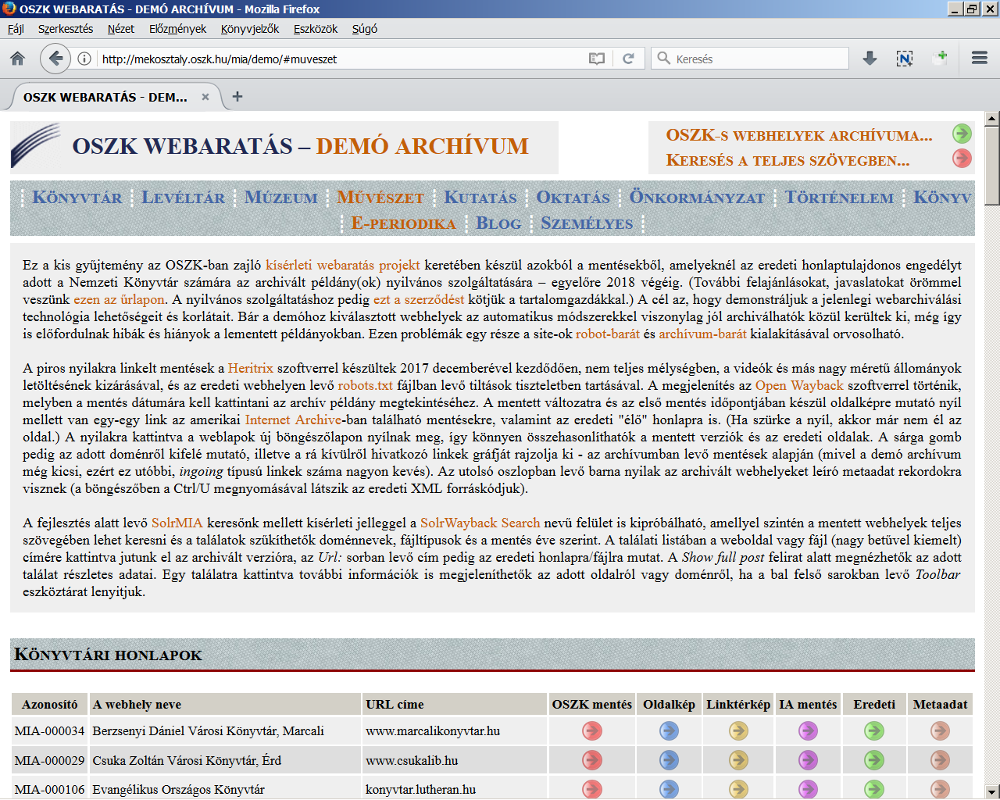 OSZK WEBARATÁS - DEMÓ ARCHÍVUM - Mozilla Firefox
Fájl Szerkesztés Nézet Előzmények Könyvjelzők Eszközök Súgó
http://mekosztaly.oszk.hu/mia/demo/#muveszet
Keresés
OSZK WEBARATÁS - DEM...
OSZK WEBARATÁS – DEMÓ ARCHÍVUM
OSZK-S WEBHELYEK ARCHÍVUMA...
KERESÉS A TELJES SZÖVEGBEN...
KÖNYVTÁR LEVÉLTÁR MÚZEUM MŰVÉSZET KUTATÁS OKTATÁS ÖNKORMÁNYZAT TÖRTÉNELEM KÖNYV
E-PERIODIKA BLOG SZEMÉLYES
Ez a kis gyűjtemény az OSZK-ban zajló kísérleti webaratás projekt keretében készül azokból a mentésekből, amelyeknél az eredeti honlaptulajdonos engedélyt
adott a Nemzeti Könyvtár számára az archivált példány(ok) nyilvános szolgáltatására – egyelőre 2018 végéig. (További felajánlásokat, javaslatokat örömmel
veszünk ezen az űrlapon. A nyilvános szolgáltatáshoz pedig ezt a szerződést kötjük a tartalomgazdákkal.) A cél az, hogy demonstráljuk a jelenlegi webarchiválási
technológia lehetőségeit és korlátait. Bár a demóhoz kiválasztott webhelyek az automatikus módszerekkel viszonylag jól archiválhatók közül kerültek ki, még így
is előfordulnak hibák és hiányok a lementett példányokban. Ezen problémák egy része a site-ok robot-barát és archívum-barát kialakításával orvosolható.
A piros nyilakra linkelt mentések a Heritrix szoftverrel készültek 2017 decemberével kezdődően, nem teljes mélységben, a videók és más nagy méretű állományok
letöltésének kizárásával, és az eredeti webhelyen levő robots.txt fájlban levő tiltások tiszteletben tartásával. A megjelenítés az Open Wayback szoftverrel történik,
melyben a mentés dátumára kell kattintani az archív példány megtekintéséhez. A mentett változatra és az első mentés időpontjában készül oldalképre mutató nyíl
mellett van egy-egy link az amerikai Internet Archive-ban található mentésekre, valamint az eredeti "élő" honlapra is. (Ha szürke a nyíl, akkor már nem él az
oldal.) A nyilakra kattintva a weblapok új böngészőlapon nyílnak meg, így könnyen összehasonlíthatók a mentett verziók és az eredeti oldalak. A sárga gomb
pedig az adott doménről kifelé mutató, illetve a rá kívülről hivatkozó linkek gráfját rajzolja ki - az archívumban levő mentések alapján (mivel a demó archívum
még kicsi, ezért ez utóbbi, ingoing típusú linkek száma nagyon kevés). Az utolsó oszlopban levő barna nyilak az archivált webhelyeket leíró metaadat rekordokra
visznek (a böngészőben a Ctrl/U megnyomásával látszik az eredeti XML forráskódjuk).
A fejlesztés alatt levő SolrMIA keresőnk mellett kísérleti jelleggel a SolrWayback Search nevű felület is kipróbálható, amellyel szintén a mentett webhelyek teljes
szövegében lehet keresni és a találatok szűkíthetők doménnevek, fájltípusok és a mentés éve szerint. A találati listában a weboldal vagy fájl (nagy betűvel kiemelt)
címére kattintva jutunk el az archivált verzióra, az Url: sorban levő cím pedig az eredeti honlapra/fájlra mutat. A Show full post felirat alatt megnézhetők az adott
találat részletes adatai. Egy találatra kattintva további információk is megjeleníthetők az adott oldalról vagy doménről, ha a bal felső sarokban levő Toolbar
eszköztárat lenyitjuk.
KÖNYVTÁRI HONLAPOK
Azonosító A webhely neve URL címe OSZK mentés Oldalkép Linktérkép IA mentés Eredeti Metaadat
MIA-000034 Berzsenyi Dániel Városi Könyvtár, Marcali www.marcalikonyvtar.hu
MIA-000029 Csuka Zoltán Városi Könyvtár, Érd www.csukalib.hu
MIA-000106 Evangélikus Országos Könyvtár konyvtar.lutheran.hu